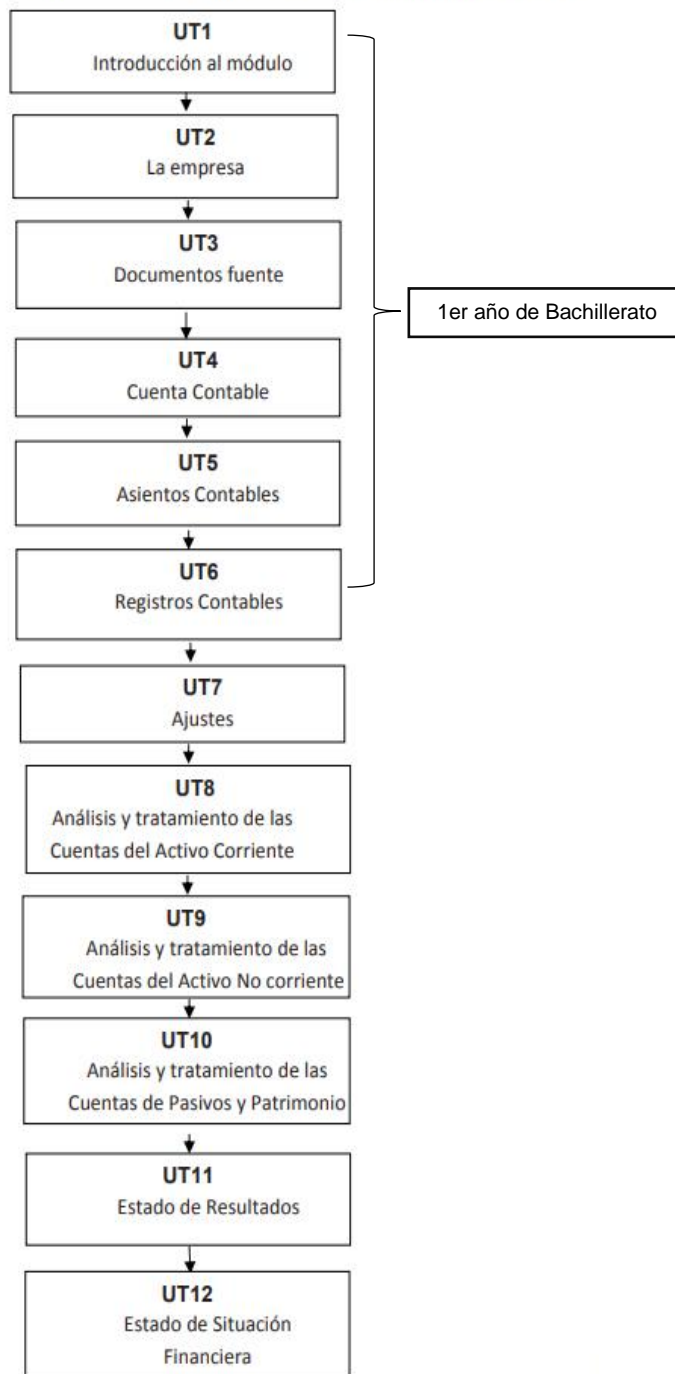 UT1
Introducción al módulo
UT2
La empresa
UT3
Documentos fuente
1er año de Bachillerato
UT4
Cuenta Contable
UT5
Asientos Contables
UT6
Registros Contables
UT7
Ajustes
UT8
Análisis y tratamiento de las
Cuentas del Activo Corriente
UT9
Análisis y tratamiento de las
Cuentas del Activo No corriente
UT10
Análisis y tratamiento de las
Cuentas de Pasivos y Patrimonio
UT11
Estado de Resultados
UT12
Estado de Situación
Financiera